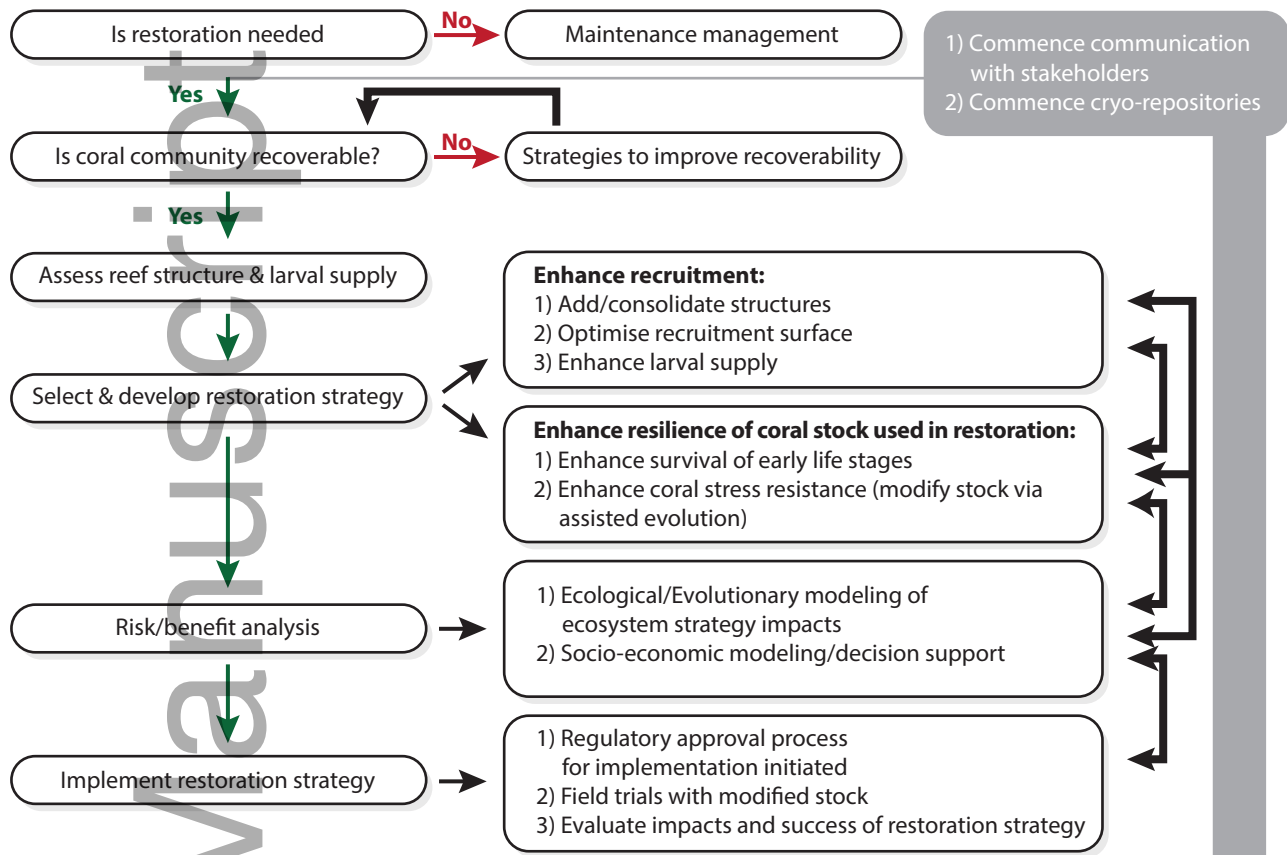 Is restoration needed
No
Maintenance management
1) Commence communication
with stakeholders
2) Commence cryo-repositories
Yes
Is coral community recoverable?
No
Strategies to improve recoverability
Yes
Assess reef structure & larval supply
Enhance recruitment:
1) Add/consolidate structures
2) Optimise recruitment surface
3) Enhance larval supply
Select & develop restoration strategy
Enhance resilience of coral stock used in restoration:
1) Enhance survival of early life stages
2) Enhance coral stress resistance (modify stock via
assisted evolution)
Risk/benefit analysis
1) Ecological/Evolutionary modeling of
ecosystem strategy impacts
2) Socio-economic modeling/decision support
Implement restoration strategy
1) Regulatory approval process
for implementation initiated
2) Field trials with modified stock
3) Evaluate impacts and success of restoration strategy
Manuscript